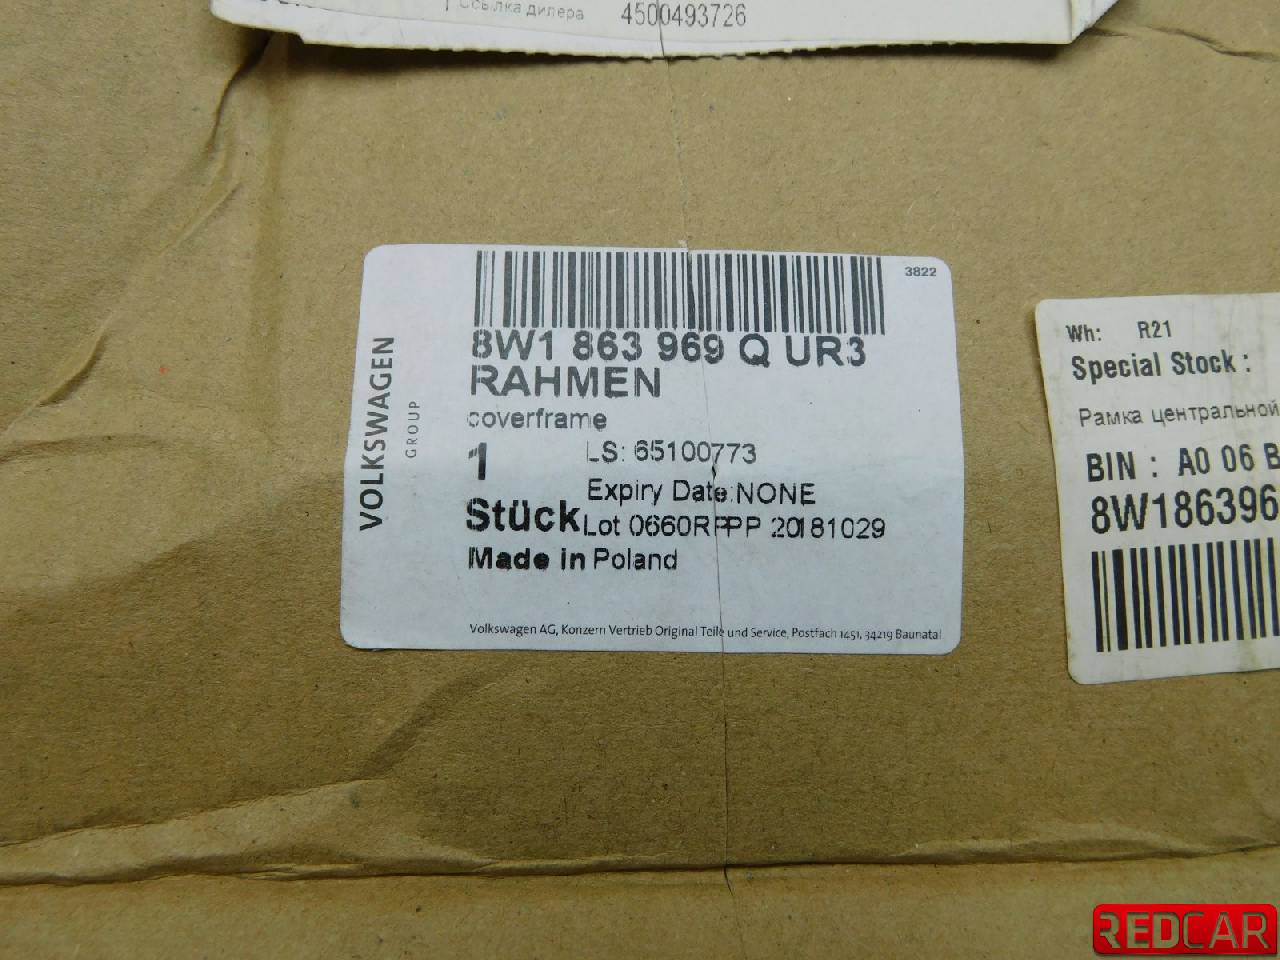 Ссылка дилера 4500493726
3822
8W1 863 969 Q UR3
RAHMEN
coverframe
1 LS: 65100773
Expiry Date:NONE
Stück Lot 0660RPPP 20181029
Made in Poland
Volkswagen AG, Konzern Vertrieb Original Teile und Service, Postfach 1451, 34219 Baunatal
VOLKSWAGEN
GROUP
Wh: R21
Special Stock :
Рамка центральной
BIN : A0 06 B
8W186396
REDCAR